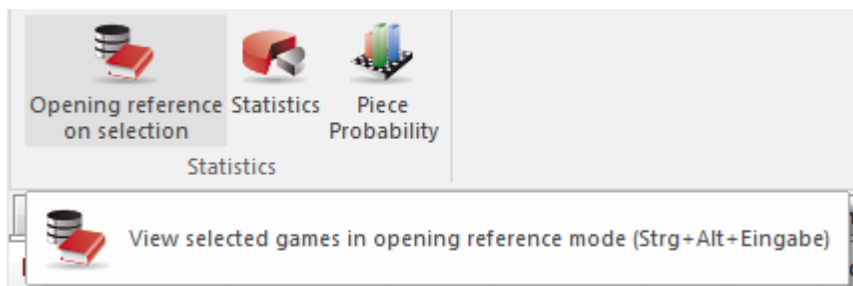 Opening reference Statistics Piece
on selection Probability
Statistics
View selected games in opening reference mode (Strg+Alt+Eingabe)